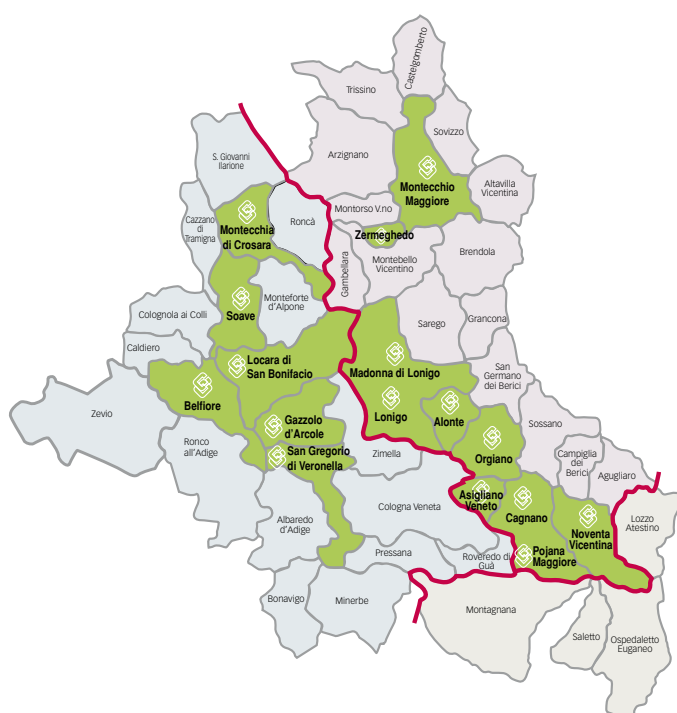 Castelgomberto
Trissino
Sovizzo
Arzignano
S. Giovanni
Ilarione
Montecchio
Maggiore
Altavilla
Vicentina
Cazzano
di
Tramigna
Montecchia
di Crosara
Roncà
Montorso V.no
Zermeghedo
Brendola
Gambellara
Montebello
Vicentino
Monteforte
d'Alpone
Soave
Colognola ai Colli
Sarego
Grancona
Caldiero
Locara di
San Bonifacio
Madonna di Lonigo
San
Germano
dei Berici
Zevio
Belfiore
Lonigo
Alonte
Sossano
Gazzolo
d'Arcole
Ronco
all'Adige
San Gregorio
di Veronella
Zimella
Orgiano
Campiglia
dei
Berici
Agugliaro
Asigliano
Veneto
Cologna Veneta
Cagnano
Noventa
Vicentina
Lozzo
Atestino
Albaredo
d'Adige
Pressana
Roveredo di
Guà
Pojana
Maggiore
Bonavigo
Minerbe
Montagnana
Saletto
Ospedaletto
Euganeo